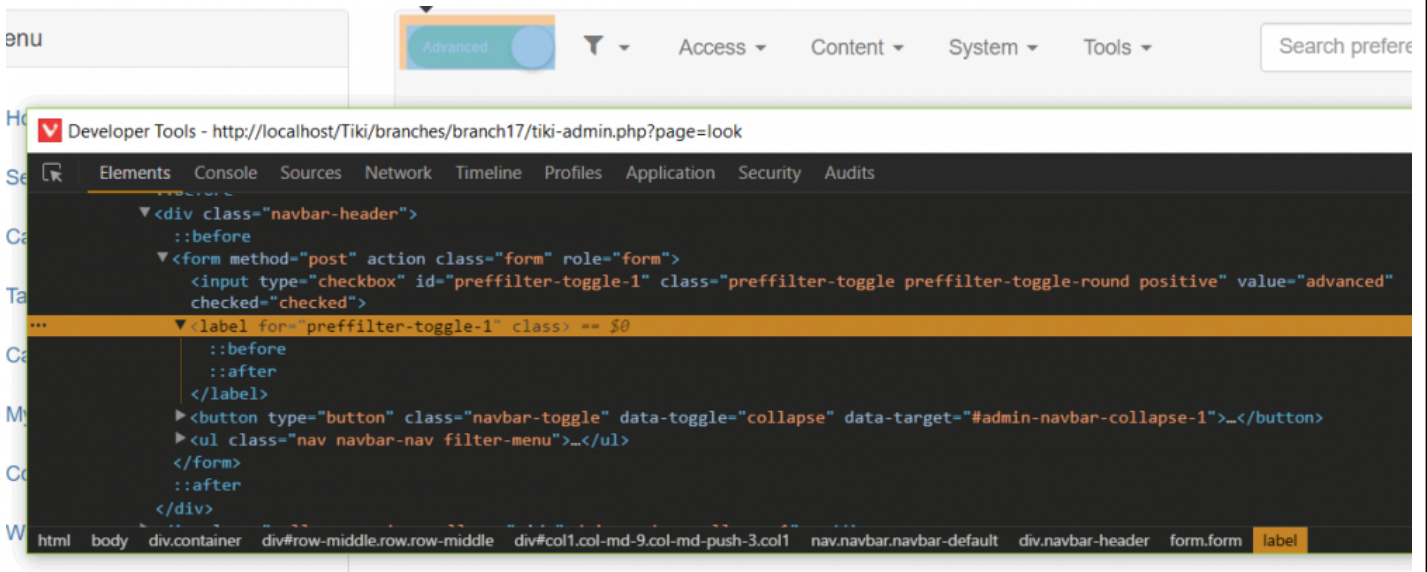 enu
Advanced
Access
Content
System
Tools
Search prefere
Ho
Developer Tools - http://localhost/Tiki/branches/branch17/tiki-admin.php?page=look
Se
Elements Console Sources Network Timeline Profiles Application Security Audits
▼<div class="navbar-header">
Ca
::before
▼<form method="post" action class="form" role="form">
<input type="checkbox" id="preffilter-toggle-1" class="preffilter-toggle preffilter-toggle-round positive" value="advanced"
Ta
checked="checked">
▼<label for="preffilter-toggle-1" class> == $0
::before
Ca
::after
</label>
My
▶<button type="button" class="navbar-toggle" data-toggle="collapse" data-target="#admin-navbar-collapse-1">…</button>
▶<ul class="nav navbar-nav filter-menu">…</ul>
</form>
Co
::after
</div>
W
html body div.container div#row-middle.row.row-middle div#col1.col-md-9.col-md-push-3.col1 nav.navbar.navbar-default div.navbar-header form.form label